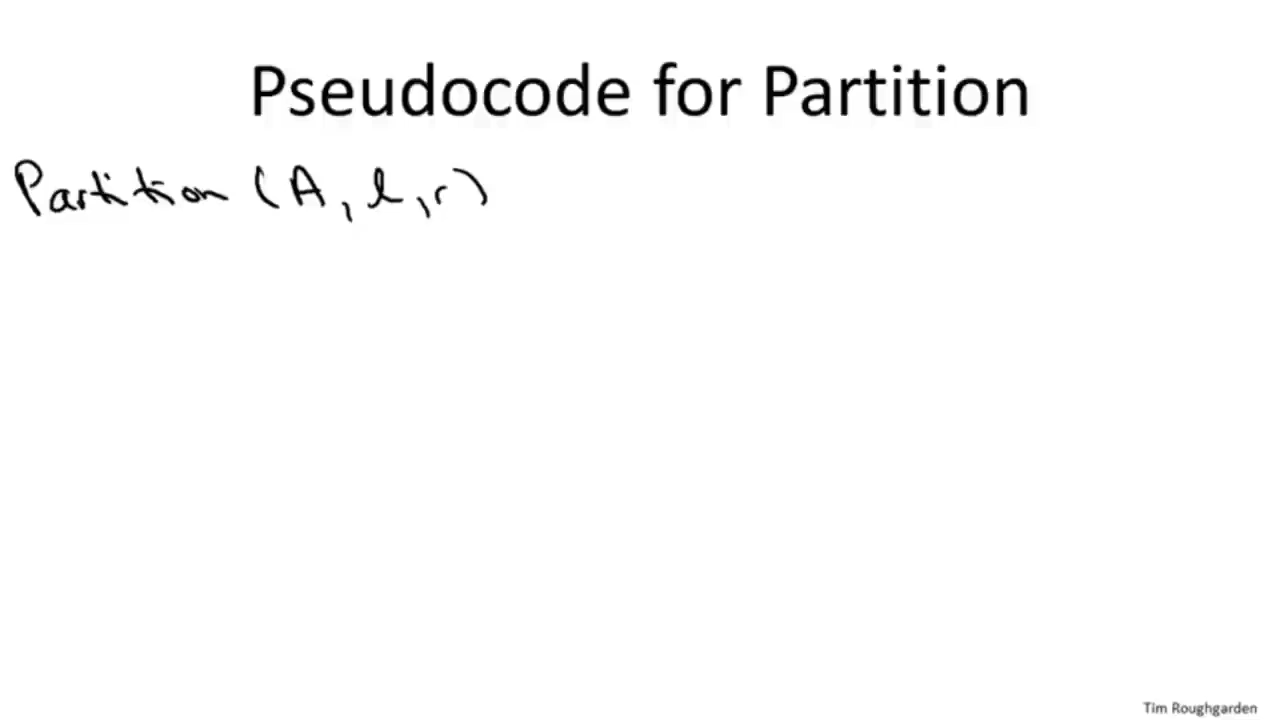 Pseudocode for Partition
Partition (A, l, r)
Tim Roughgarden